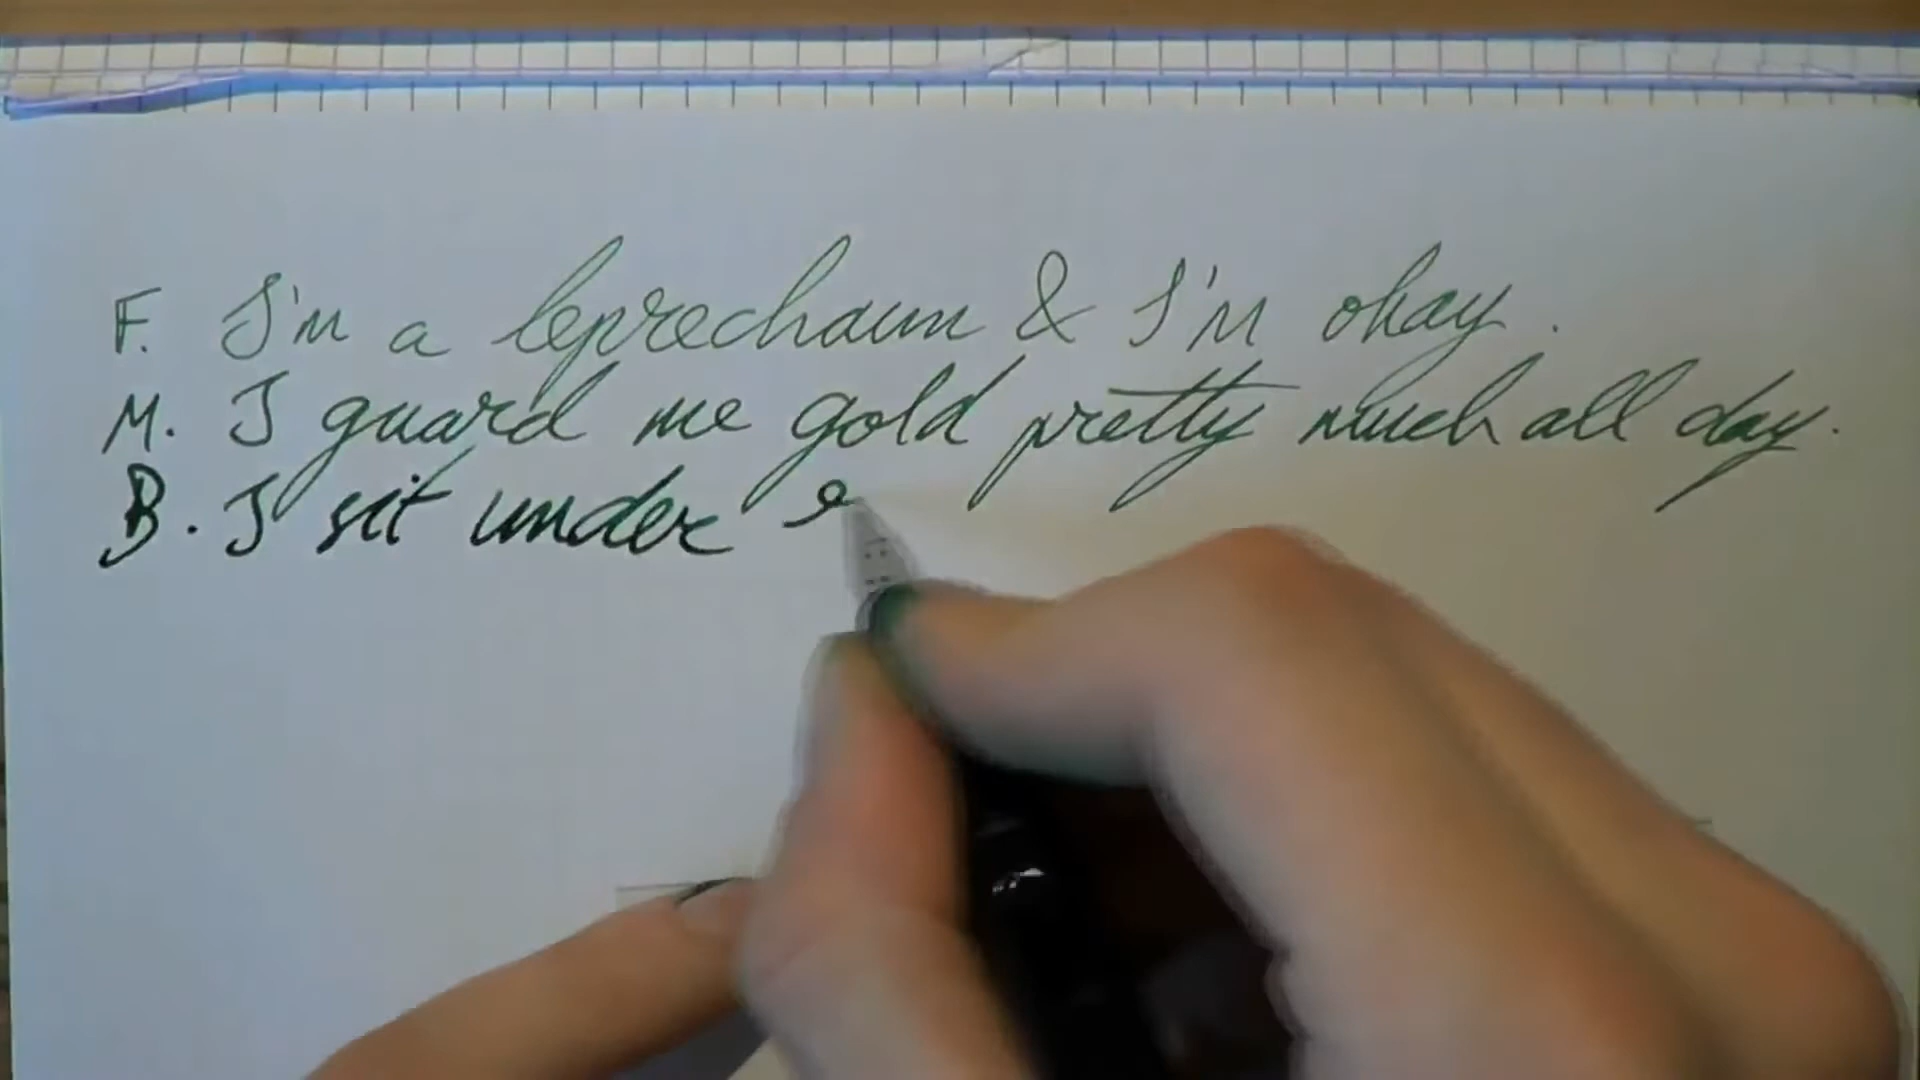 F. I'm a leprechaun & I'm okay.
M. I guard me gold pretty much all day.
B. I sit under